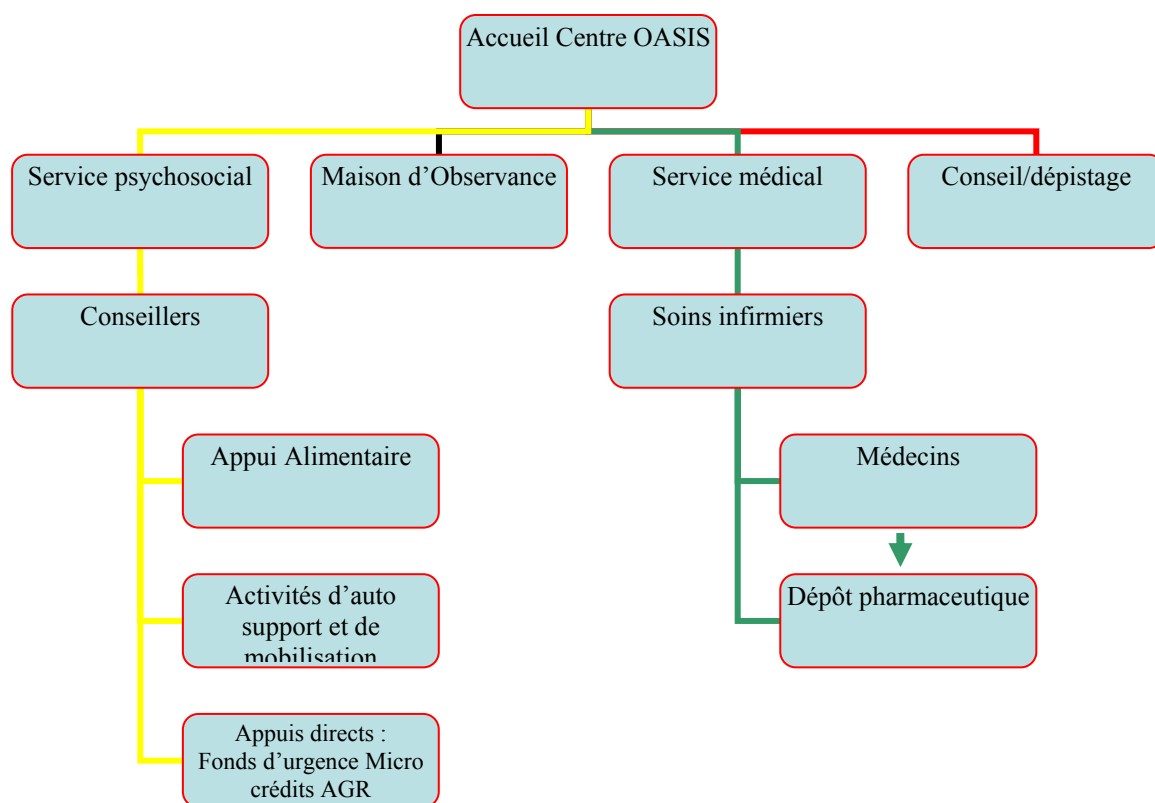 Accueil Centre OASIS
Service psychosocial
Maison d'Observance
Service médical
Conseil/dépistage
Conseillers
Soins infirmiers
Appui Alimentaire
Médecins
Activités d'auto
support et de
mobilisation
Dépôt pharmaceutique
Appuis directs :
Fonds d'urgence Micro
crédits AGR